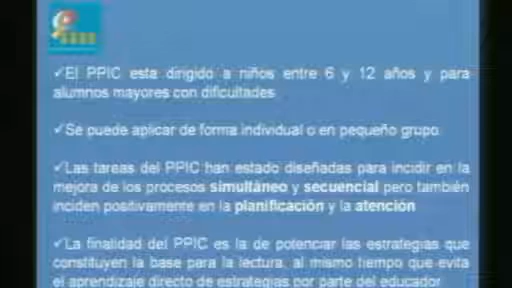 ✓El PPIC esta dirigido a niños entre 6 y 12 años y para
alumnos mayores con dificultades
✓Se puede aplicar de forma individual o en pequeño grupo
✓Las tareas del PPIC han estado diseñadas para incidir en la
mejora de los procesos simultáneo y secuencial pero también
inciden positivamente en la planificación y la atención
✓La finalidad del PPIC es la de potenciar las estrategias que
constituyen la base para la lectura, al mismo tiempo que evita
el aprendizaje directo de estrategias por parte del educador